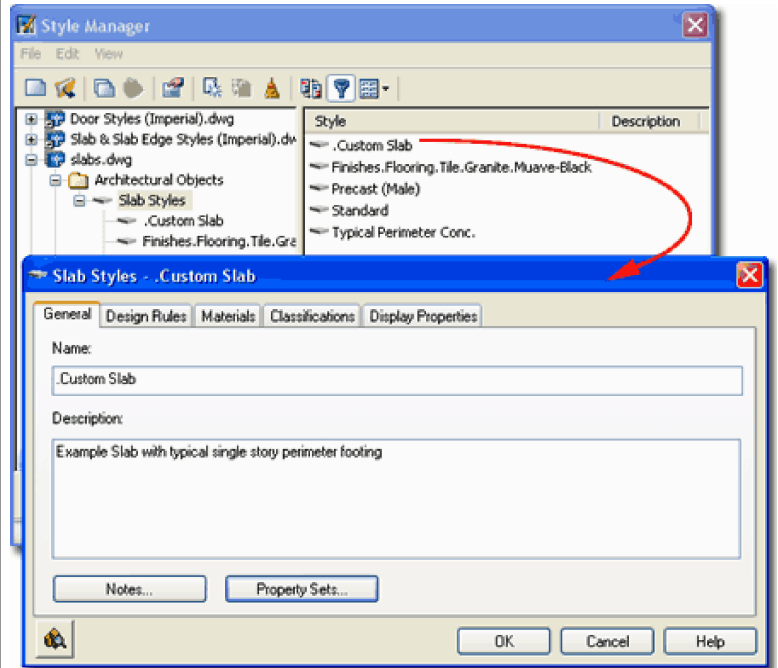 Style Manager
File Edit View
Door Styles (Imperial).dwg
Slab & Slab Edge Styles (Imperial).dw
slabs.dwg
Architectural Objects
Slab Styles
.Custom Slab
Finishes.Flooring.Tile.Gra
Style Description
.Custom Slab
Finishes.Flooring.Tile.Granite.Muave-Black
Precast (Male)
Standard
Typical Perimeter Conc.
Slab Styles - .Custom Slab
General Design Rules Materials Classifications Display Properties
Name:
.Custom Slab
Description:
Example Slab with typical single story perimeter footing
Notes... Property Sets...
OK Cancel Help